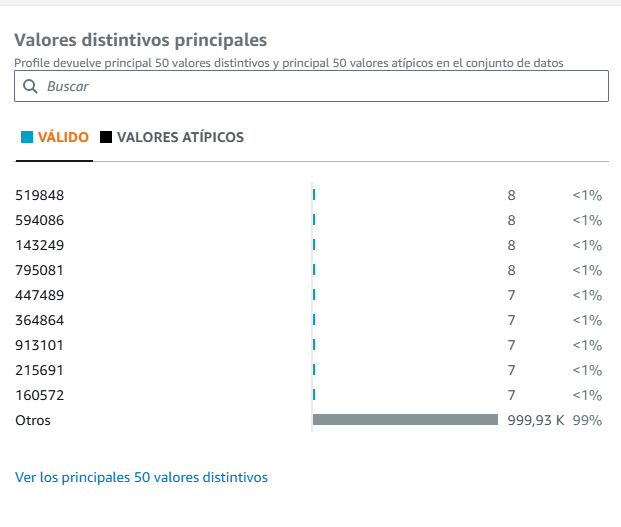 Valores distintivos principales
Profile devuelve principal 50 valores distintivos y principal 50 valores atípicos en el conjunto de datos
Buscar
VÁLIDO VALORES ATÍPICOS
519848 8 <1%
594086 8 <1%
143249 8 <1%
795081 8 <1%
447489 7 <1%
364864 7 <1%
913101 7 <1%
215691 7 <1%
160572 7 <1%
Otros 999,93 K 99%
Ver los principales 50 valores distintivos